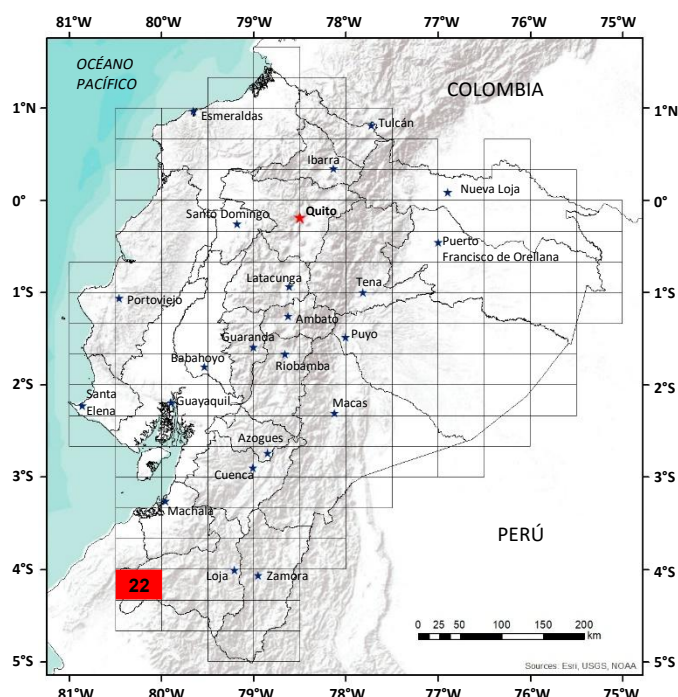 81°W 80°W 79°W 78°W 77°W 76°W 75°W
OCÉANO
PACÍFICO
COLOMBIA
1°N 1°N
Esmeraldas
Tulcán
Ibarra
Nueva Loja
0° 0°
Santo Domingo
Quito
Puerto
Francisco de Orellana
Latacunga
Tena
1°S 1°S
Portoviejo
Ambato
Guaranda
Puyo
Babahoyo
Riobamba
2°S 2°S
Santa
Elena
Guayaquil
Macas
Azogues
3°S 3°S
Cuenca
Machala
PERÚ
4°S 4°S
22
Loja
Zamora
0 25 50 100 150 200
km
5°S 5°S
Sources: Esri, USGS, NOAA
81°W 80°W 79°W 78°W 77°W 76°W 75°W